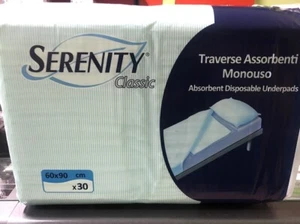 SERENITY
Classic
Traverse Assorbenti
Monouso
Absorbent Disposable Underpads
60x90 cm
x30